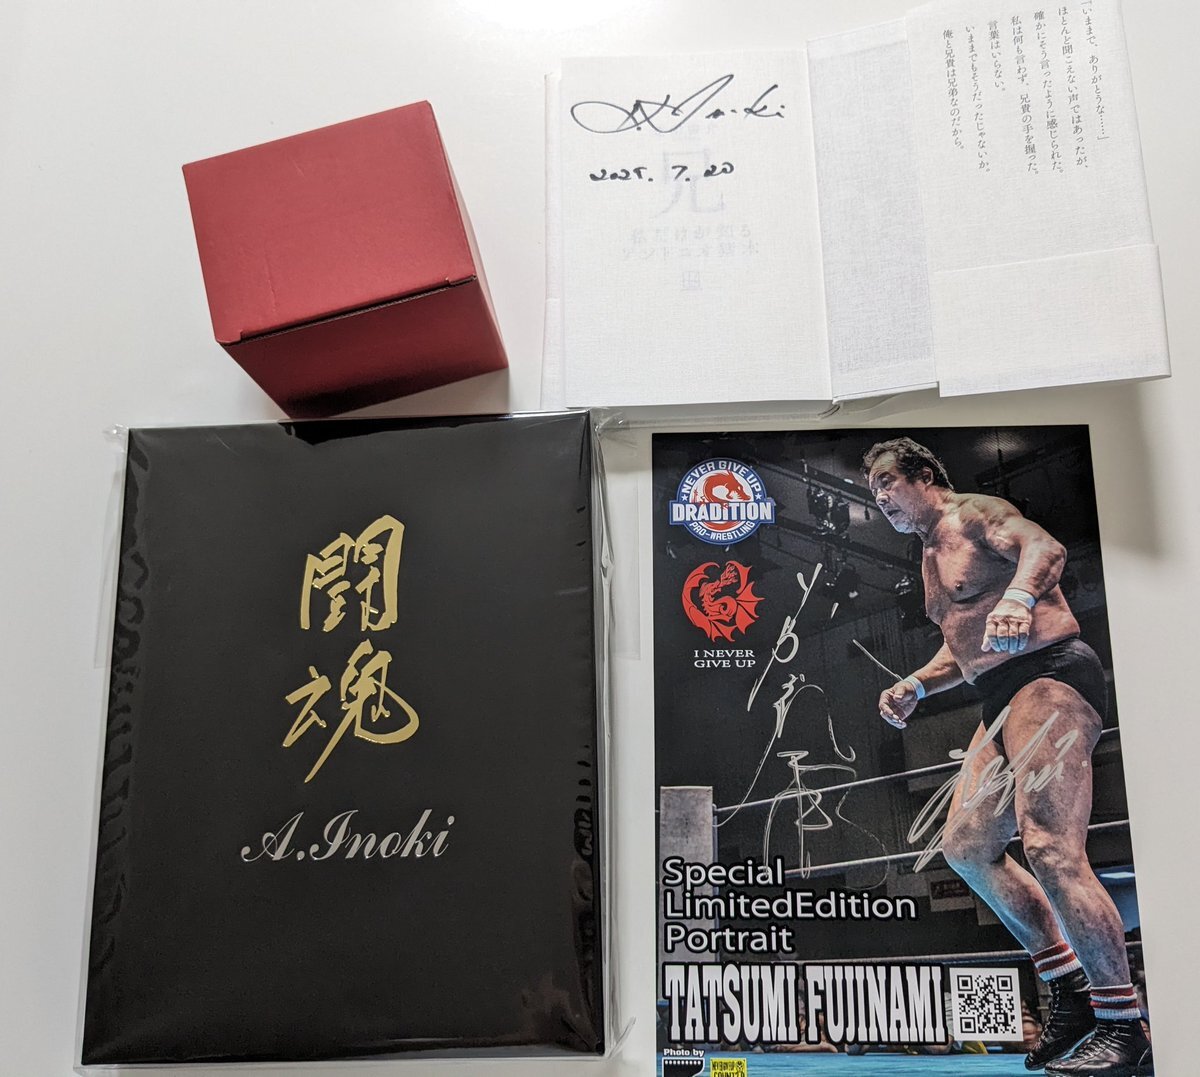 「いままで、ありがとうな……」
ほとんど聞こえない声ではあったが、
確かにそう言ったように感じられた。
私は何も言わず、兄貴の手を握った。
言葉はいらない。
いままでもそうだったじゃないか。
俺と兄貴は兄弟なのだから。
A. Inoki
2025. 7. 20
兄
闘魂
A.Inoki
NEVER GIVE UP
DRADITION
PRO-WRESTLING
I NEVER
GIVE UP
Special
LimitedEdition
Portrait
TATSUMI FUJINAMI
Photo by